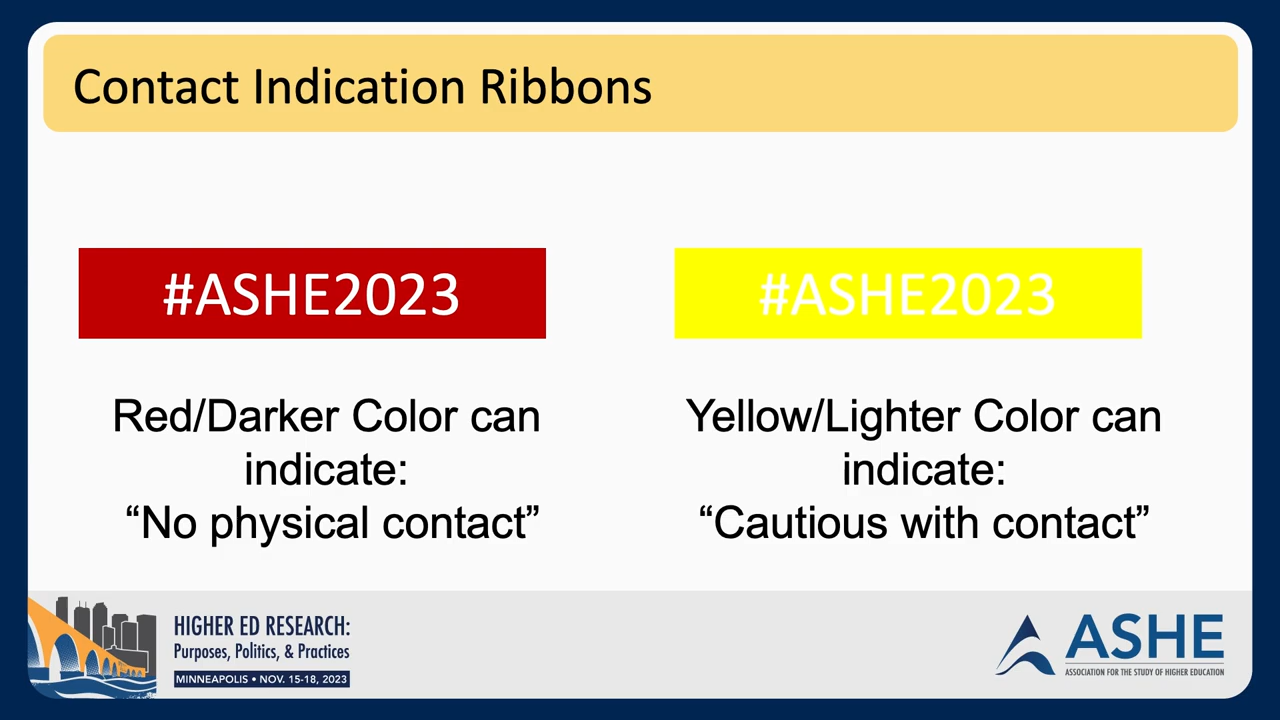 Contact Indication Ribbons
#ASHE2023
Red/Darker Color can
indicate:
“No physical contact”
#ASHE2023
Yellow/Lighter Color can
indicate:
“Cautious with contact”
HIGHER ED RESEARCH:
Purposes, Politics, & Practices
MINNEAPOLIS • NOV. 15-18, 2023
ASHE
ASSOCIATION FOR THE STUDY OF HIGHER EDUCATION